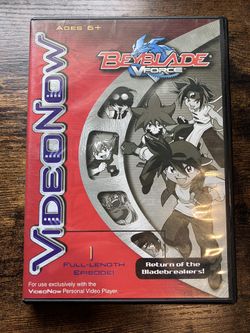 AGES 6+
BEYBLADE
VFORCE
VIDEONOW
1
FULL-LENGTH
EPISODE!
Return of the
Bladebreakers!
For use exclusively with the
VIDEONOW Personal Video Player.